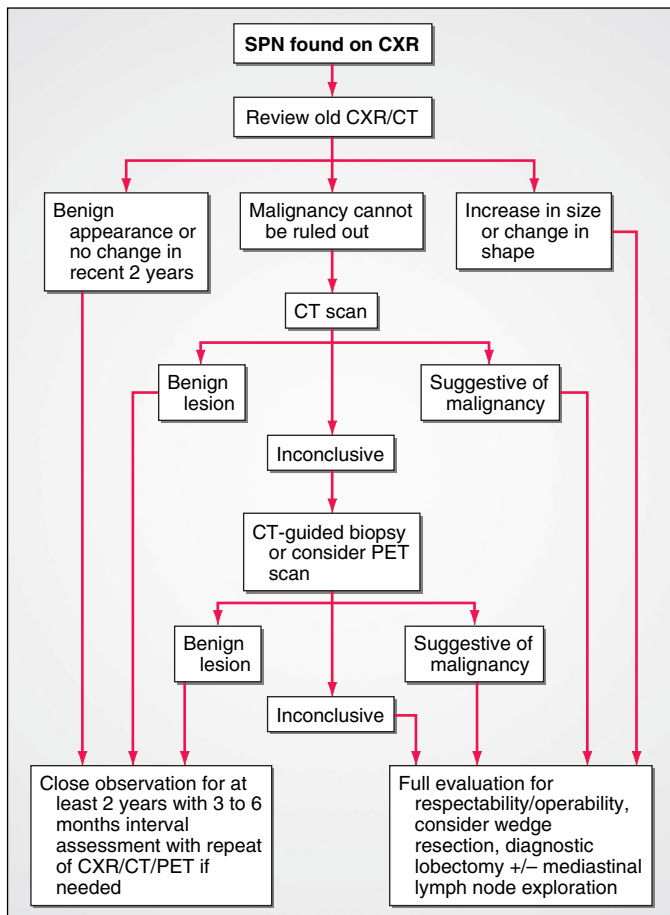 SPN found on CXR
Review old CXR/CT
Benign
appearance or
no change in
recent 2 years
Malignancy cannot
be ruled out
Increase in size
or change in
shape
CT scan
Benign
lesion
Suggestive of
malignancy
Inconclusive
CT-guided biopsy
or consider PET
scan
Benign
lesion
Suggestive of
malignancy
Inconclusive
Close observation for at
least 2 years with 3 to 6
months interval
assessment with repeat
of CXR/CT/PET if
needed
Full evaluation for
respectability/operability,
consider wedge
resection, diagnostic
lobectomy +/– mediastinal
lymph node exploration